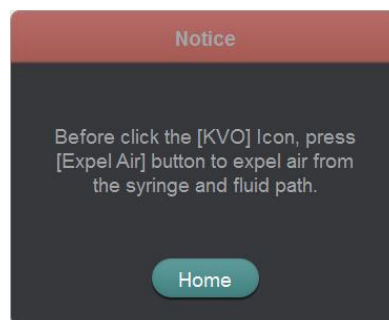 Notice
Before click the [KVO] Icon, press
[Expel Air] button to expel air from
the syringe and fluid path.
Home